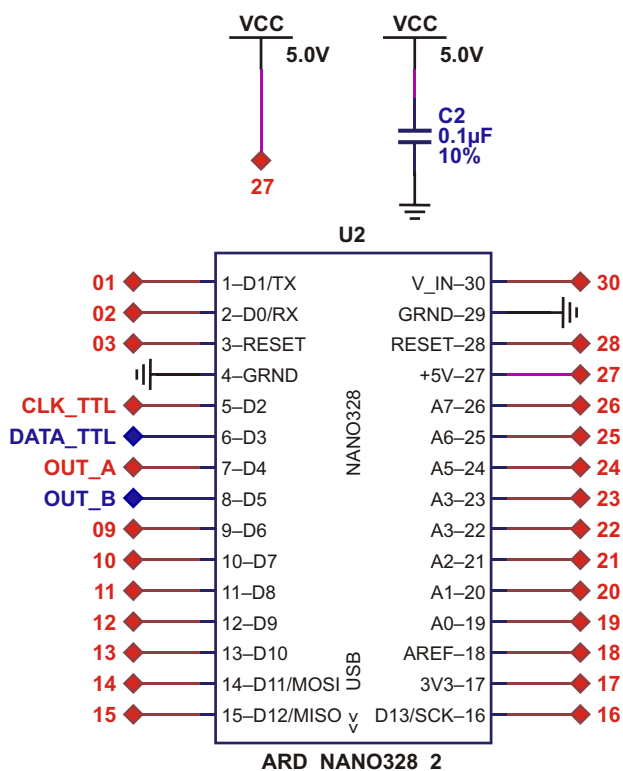 VCC
5.0V
27
VCC
5.0V
C2
0.1µF
10%
U2
01 1–D1/TX V_IN–30 30
02 2–D0/RX GRND–29
03 3–RESET RESET–28 28
4–GRND +5V–27 27
CLK_TTL 5–D2 A7–26 26
DATA_TTL 6–D3 A6–25 25
OUT_A 7–D4 A5–24 24
OUT_B 8–D5 A3–23 23
09 9–D6 A3–22 22
10 10–D7 A2–21 21
11 11–D8 A1–20 20
12 12–D9 A0–19 19
13 13–D10 AREF–18 18
14 14–D11/MOSI 3V3–17 17
15 15–D12/MISO D13/SCK–16 16
NANO328
<< USB
ARD_NANO328_2